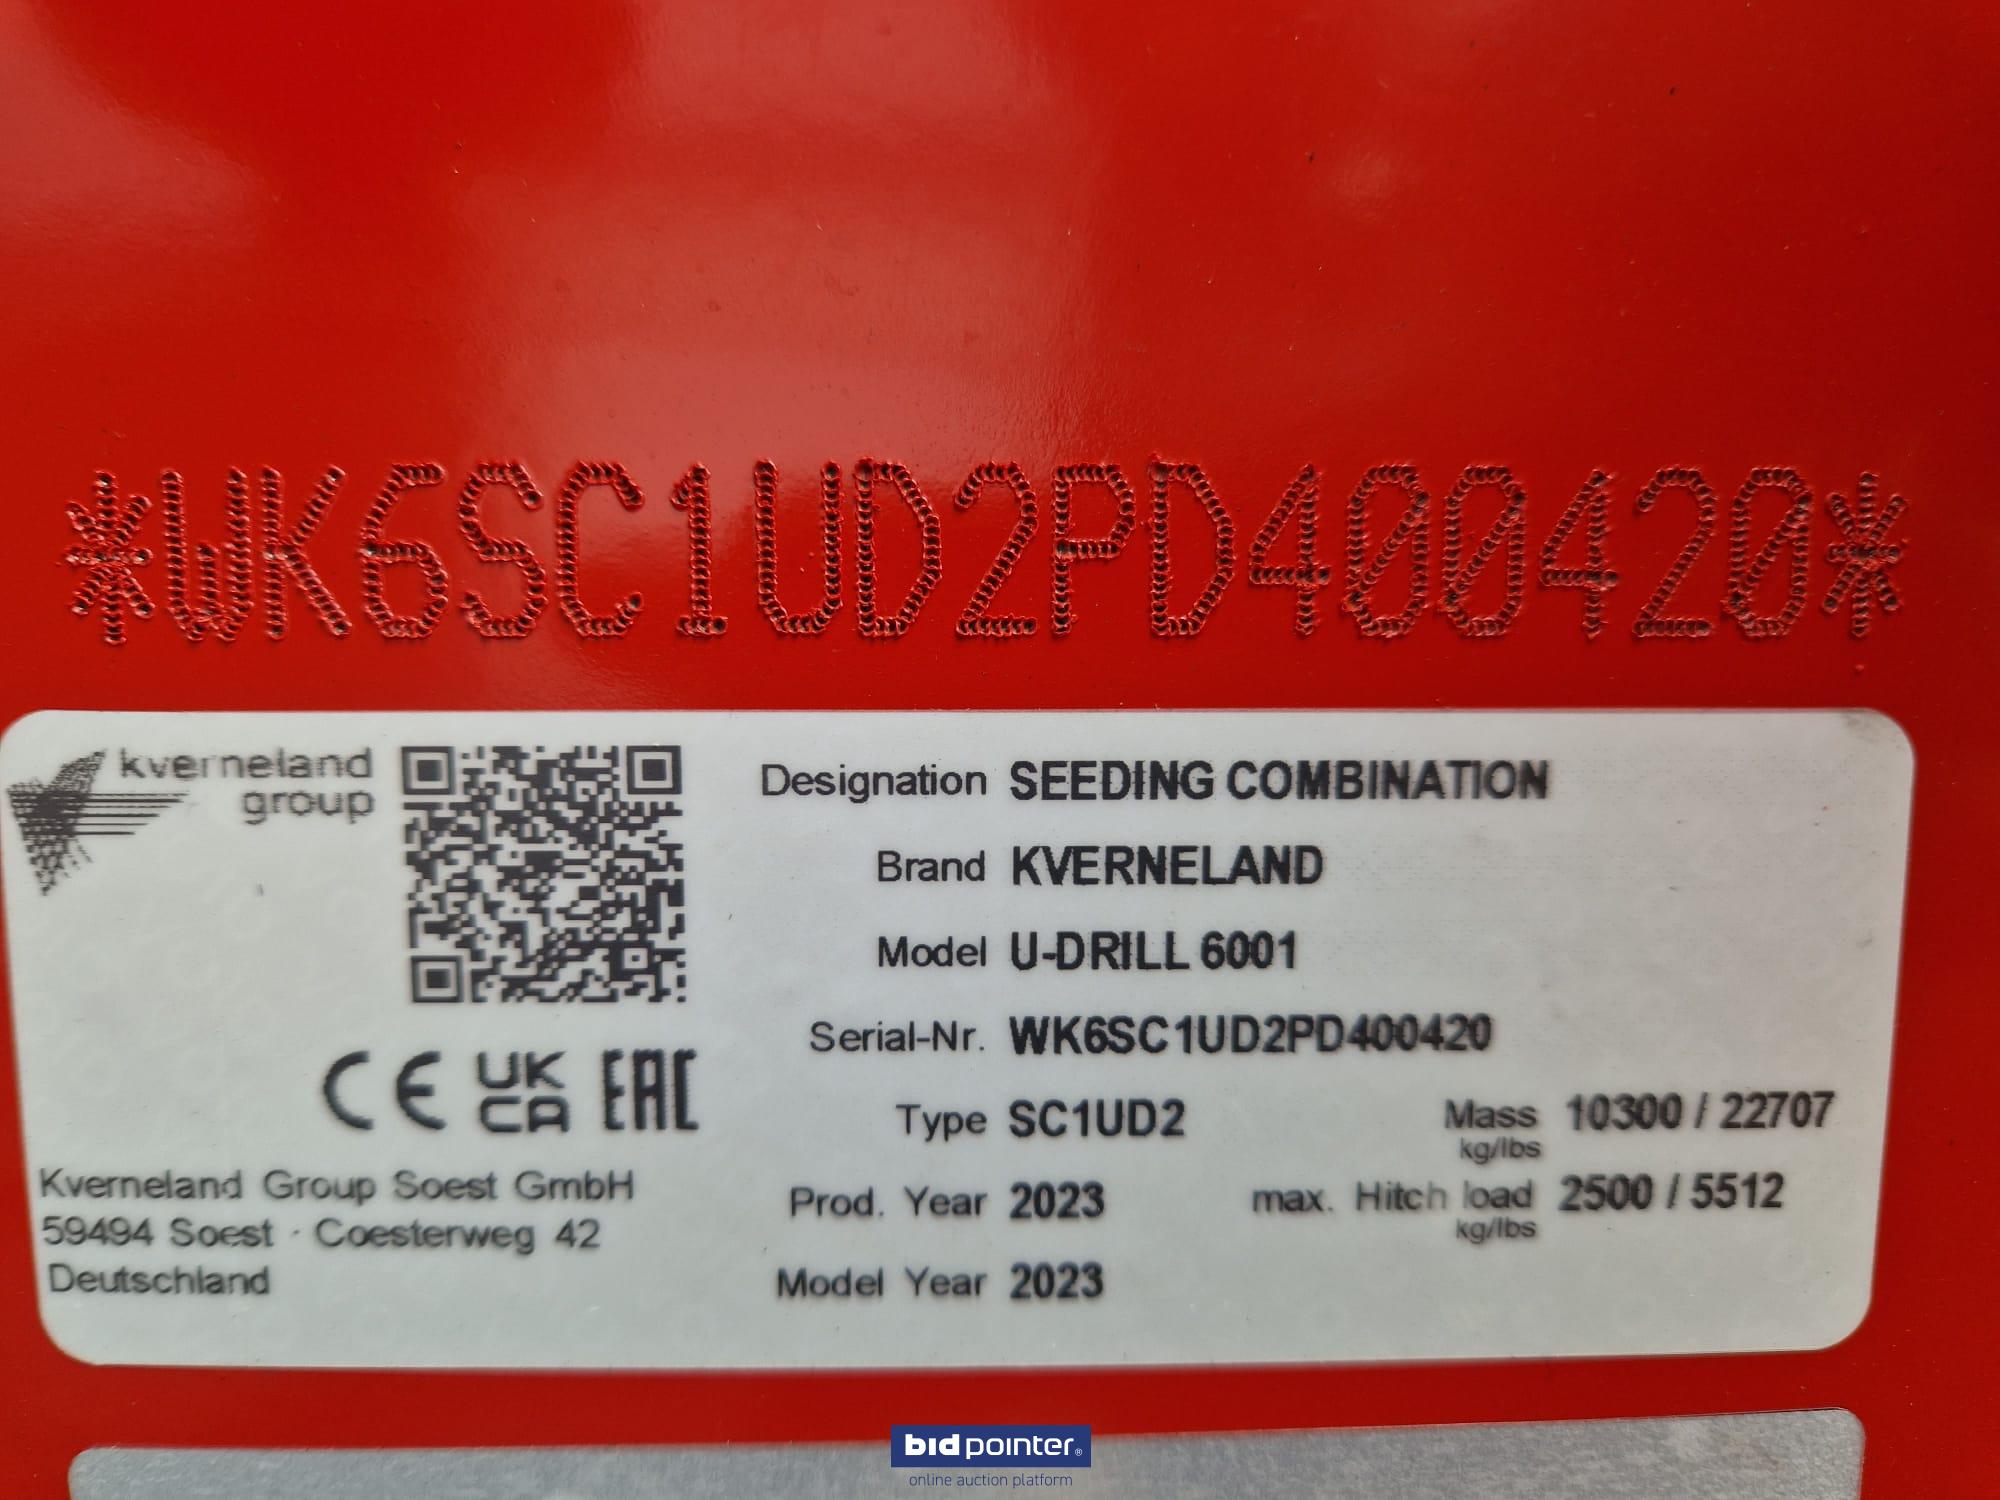 *WK6SC1UD2PD400420*
kverneland
group
Designation SEEDING COMBINATION
Brand KVERNELAND
Model U-DRILL 6001
Serial-Nr. WK6SC1UD2PD400420
Type SC1UD2
Mass 10300 / 22707
kg/lbs
Prod. Year 2023
max. Hitch load 2500 / 5512
kg/lbs
Model Year 2023
CE UK
CA EAC
Kverneland Group Soest GmbH
59494 Soest · Coesterweg 42
Deutschland
bidpointer®
online auction platform